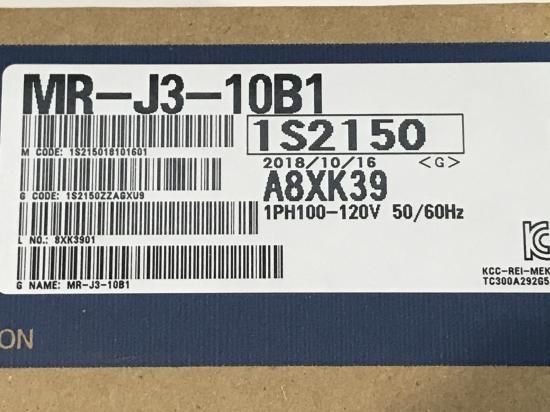 MR-J3-10B1
M CODE: 1S215018101601
1S2150
2018/10/16 <G>
G CODE: 1S2150ZZAGXU9
A8XK39
1PH100-120V 50/60Hz
L NO.: 8XK3901
G NAME: MR-J3-10B1
KCC-REI-MEK
TC300A292G5
ION